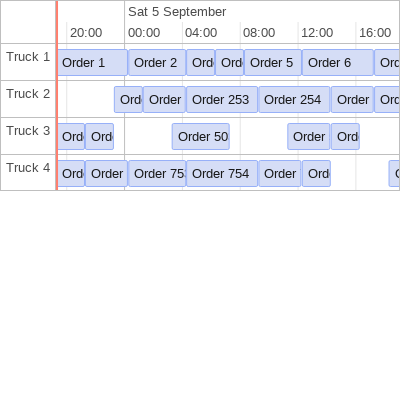 Sat 5 September
20:00 00:00 04:00 08:00 12:00 16:00
Truck 1 Order 1 Order 2 Ord Ord Order 5 Order 6 Ord
Truck 2 Ord Order Order 253 Order 254 Order Ord
Truck 3 Ord Ord Order 50 Order Ord
Truck 4 Ord Order Order 75 Order 754 Order Ord